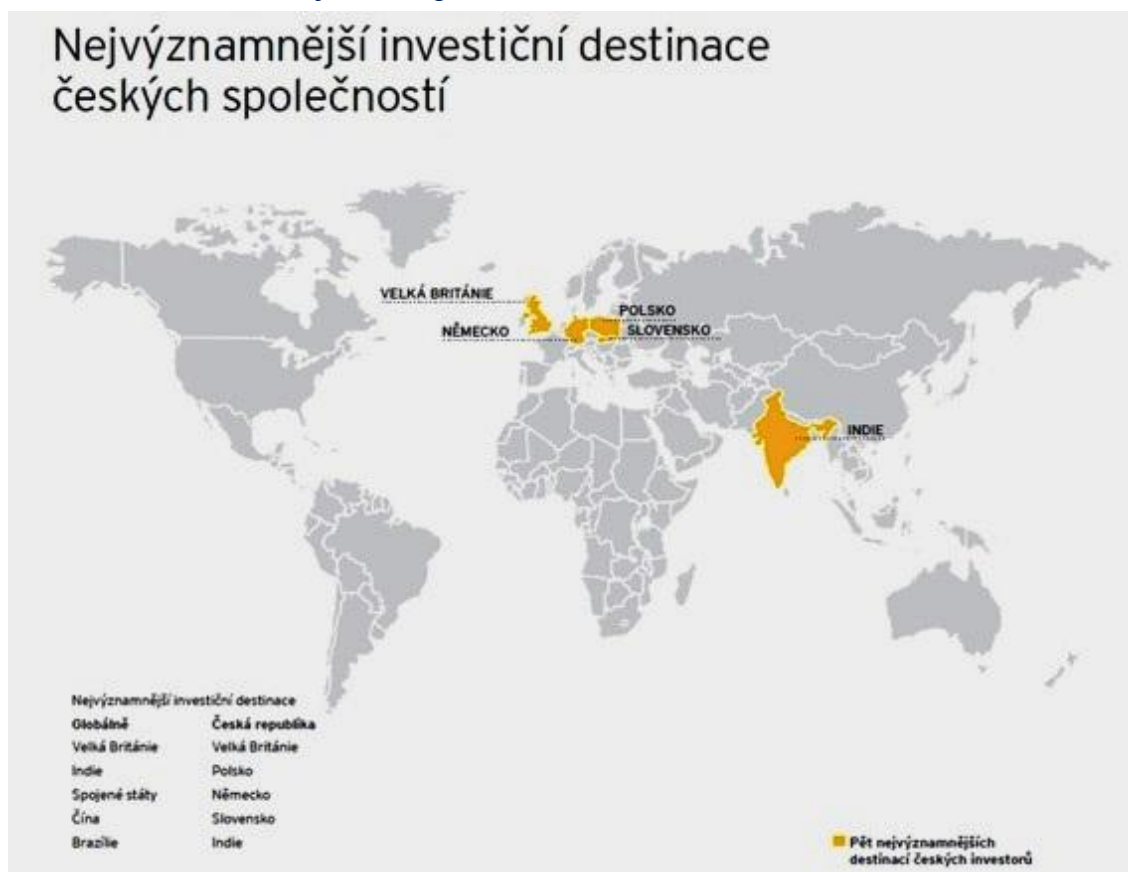 Nejvýznamnější investiční destinace
českých společností
VELKÁ BRITÁNIE
POLSKO
NĚMECKO
SLOVENSKO
INDIE
Nejvýznamnější investiční destinace
Globálně Česká republika
Velká Británie Velká Británie
Indie Polsko
Spojené státy Německo
Čína Slovensko
Brazílie Indie
Pět nejvýznamnějších
destinací českých investorů